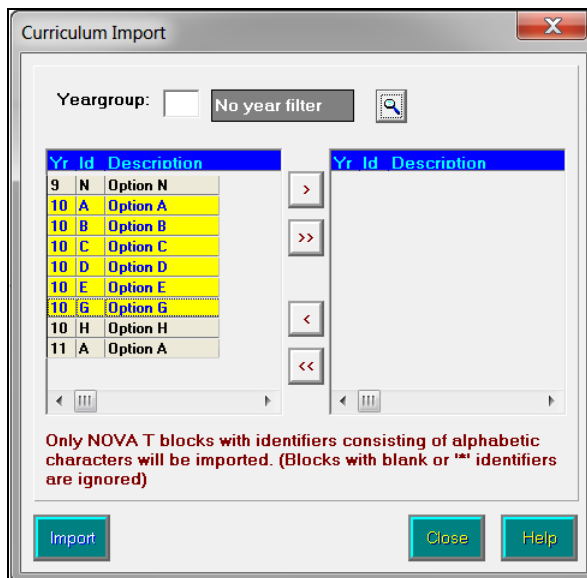 Curriculum Import
X
Yeargroup: No year filter
Yr Id Description
9 N Option N
10 A Option A
10 B Option B
10 C Option C
10 D Option D
10 E Option E
10 G Option G
10 H Option H
11 A Option A
>
>>
<
<<
Yr Id Description
Only NOVA T blocks with identifiers consisting of alphabetic
characters will be imported. (Blocks with blank or '*' identifiers
are ignored)
Import Close Help